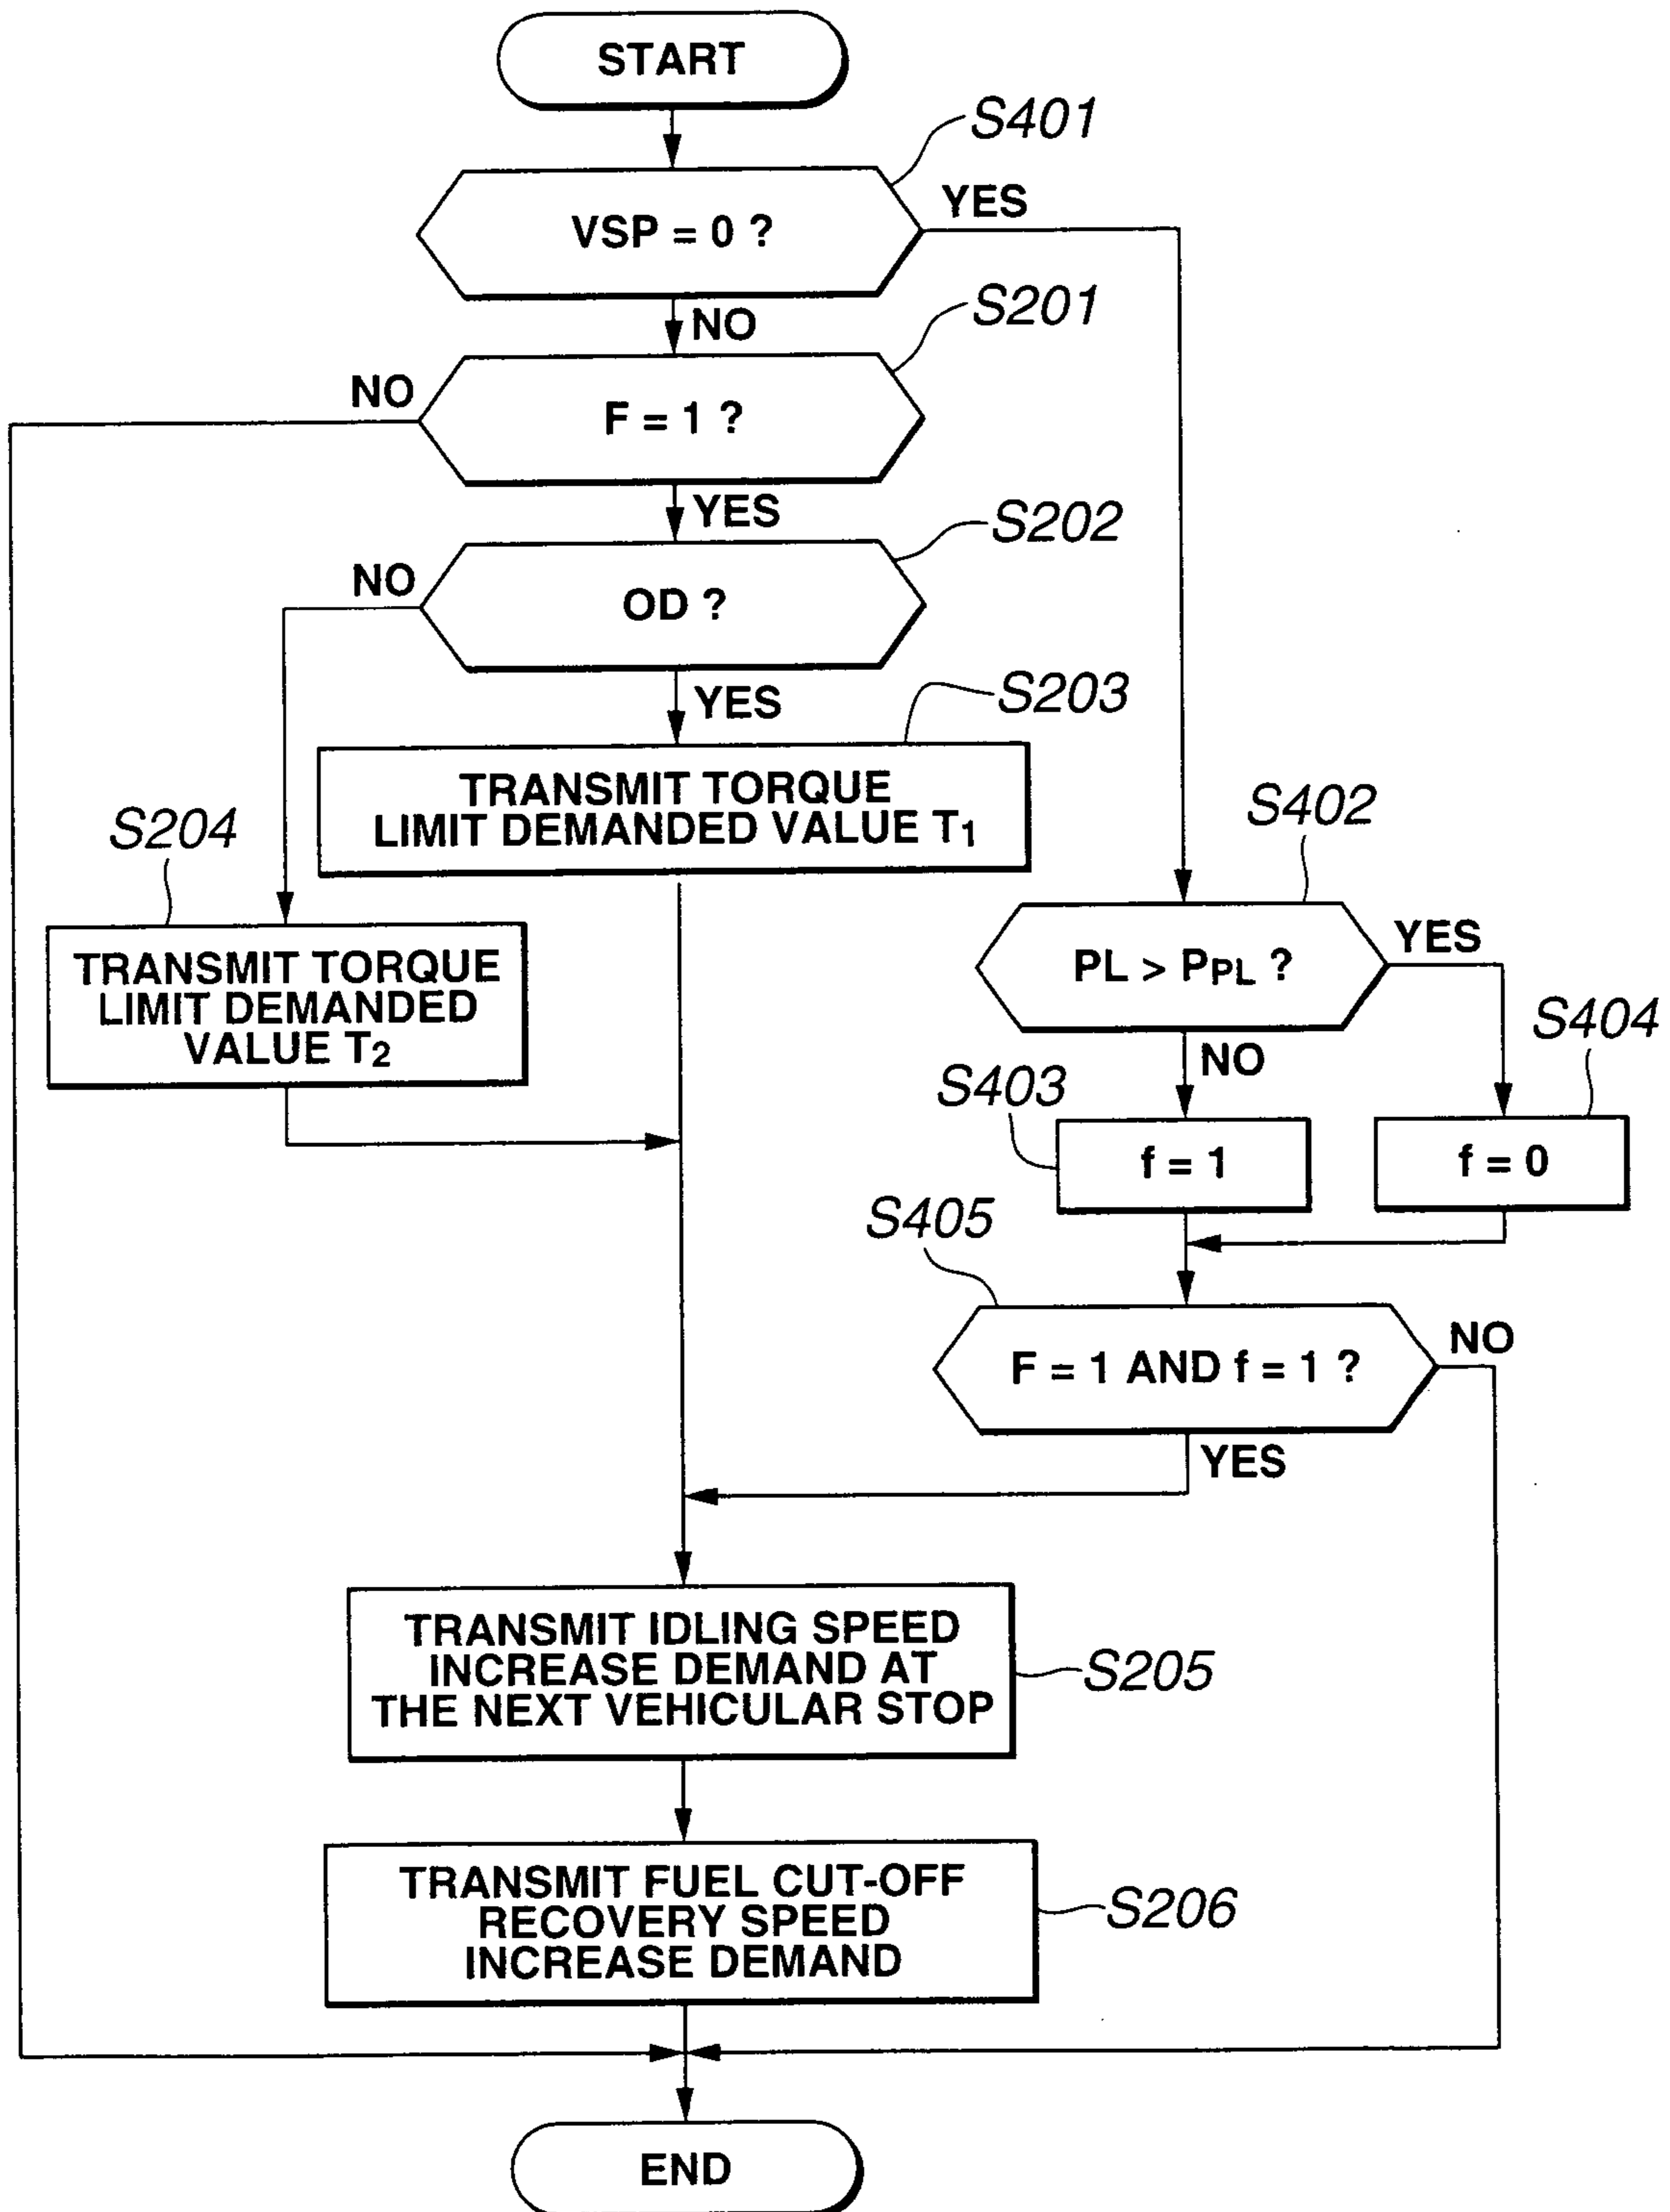 START
S401
VSP = 0 ?
YES
NO
S201
NO
F = 1 ?
YES
S202
NO
OD ?
YES
S203
TRANSMIT TORQUE
LIMIT DEMANDED VALUE T1
S204
TRANSMIT TORQUE
LIMIT DEMANDED
VALUE T2
S402
PL > PPL ?
YES
NO
S404
S403
f = 1
f = 0
S405
F = 1 AND f = 1 ?
NO
YES
TRANSMIT IDLING SPEED
INCREASE DEMAND AT
THE NEXT VEHICULAR STOP
S205
TRANSMIT FUEL CUT-OFF
RECOVERY SPEED
INCREASE DEMAND
S206
END